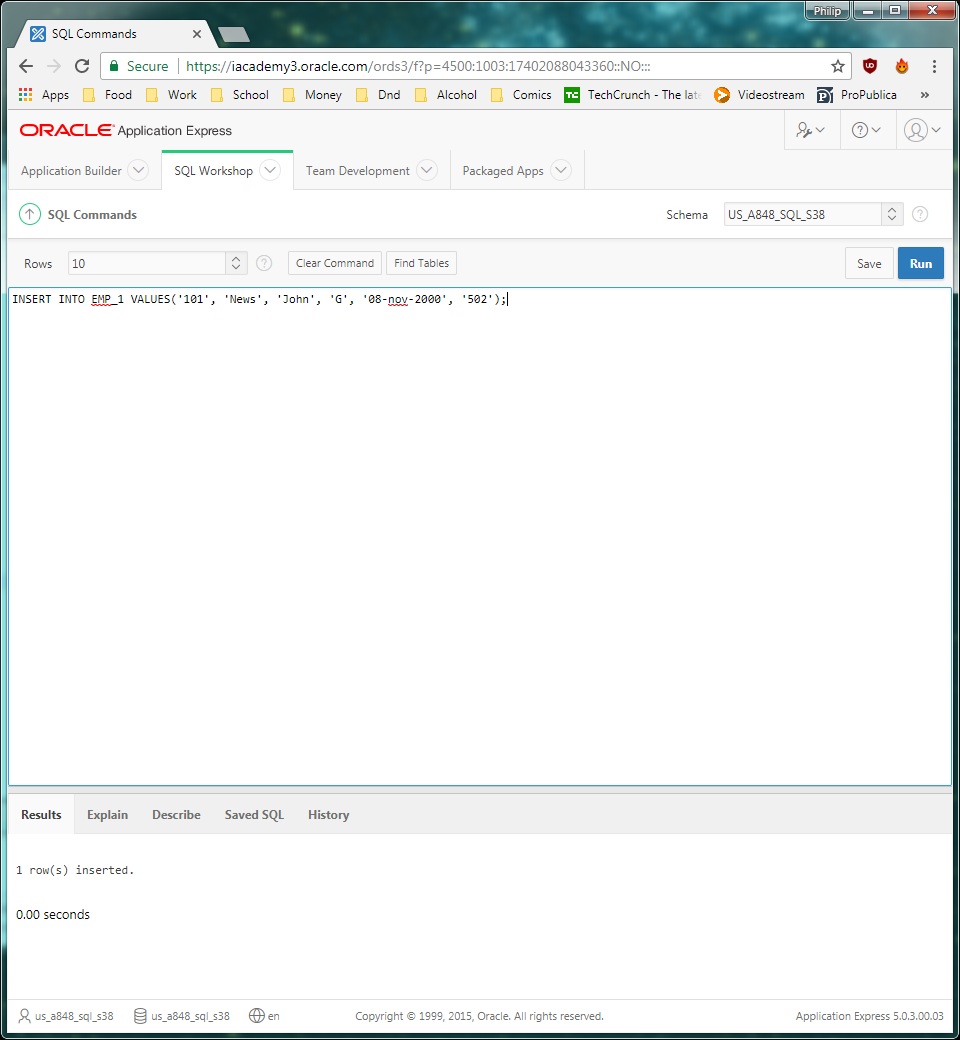 Philip
SQL Commands
Secure https://iacademy3.oracle.com/ords3/f?p=4500:1003:17402088043360::NO:::
Apps Food Work School Money Dnd Alcohol Comics TC TechCrunch - The late Videostream ProPublica »
ORACLE Application Express
Application Builder SQL Workshop Team Development Packaged Apps
SQL Commands Schema US_A848_SQL_S38 ?
Rows 10 ? Clear Command Find Tables Save Run
INSERT INTO EMP_1 VALUES('101', 'News', 'John', 'G', '08-nov-2000', '502');
Results Explain Describe Saved SQL History
1 row(s) inserted.
0.00 seconds
us_a848_sql_s38 us_a848_sql_s38 en Copyright © 1999, 2015, Oracle. All rights reserved. Application Express 5.0.3.00.03